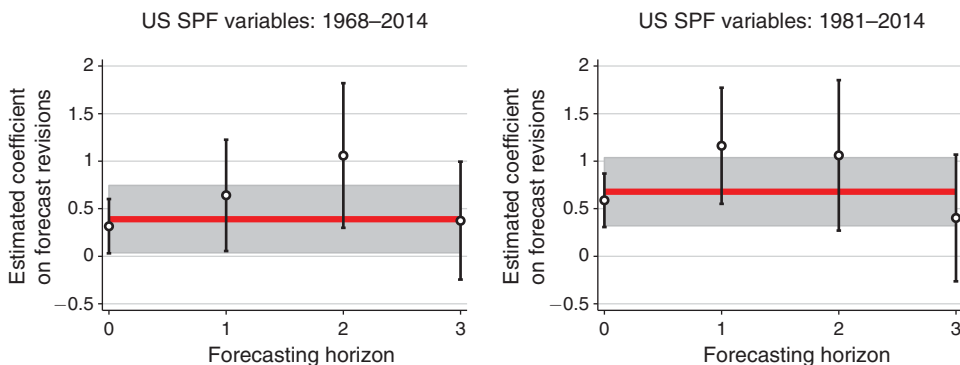 US SPF variables: 1968–2014
Estimated coefficient
on forecast revisions
2
1.5
1
0.5
0
−0.5
0 1 2 3
Forecasting horizon
US SPF variables: 1981–2014
Estimated coefficient
on forecast revisions
2
1.5
1
0.5
0
−0.5
0 1 2 3
Forecasting horizon